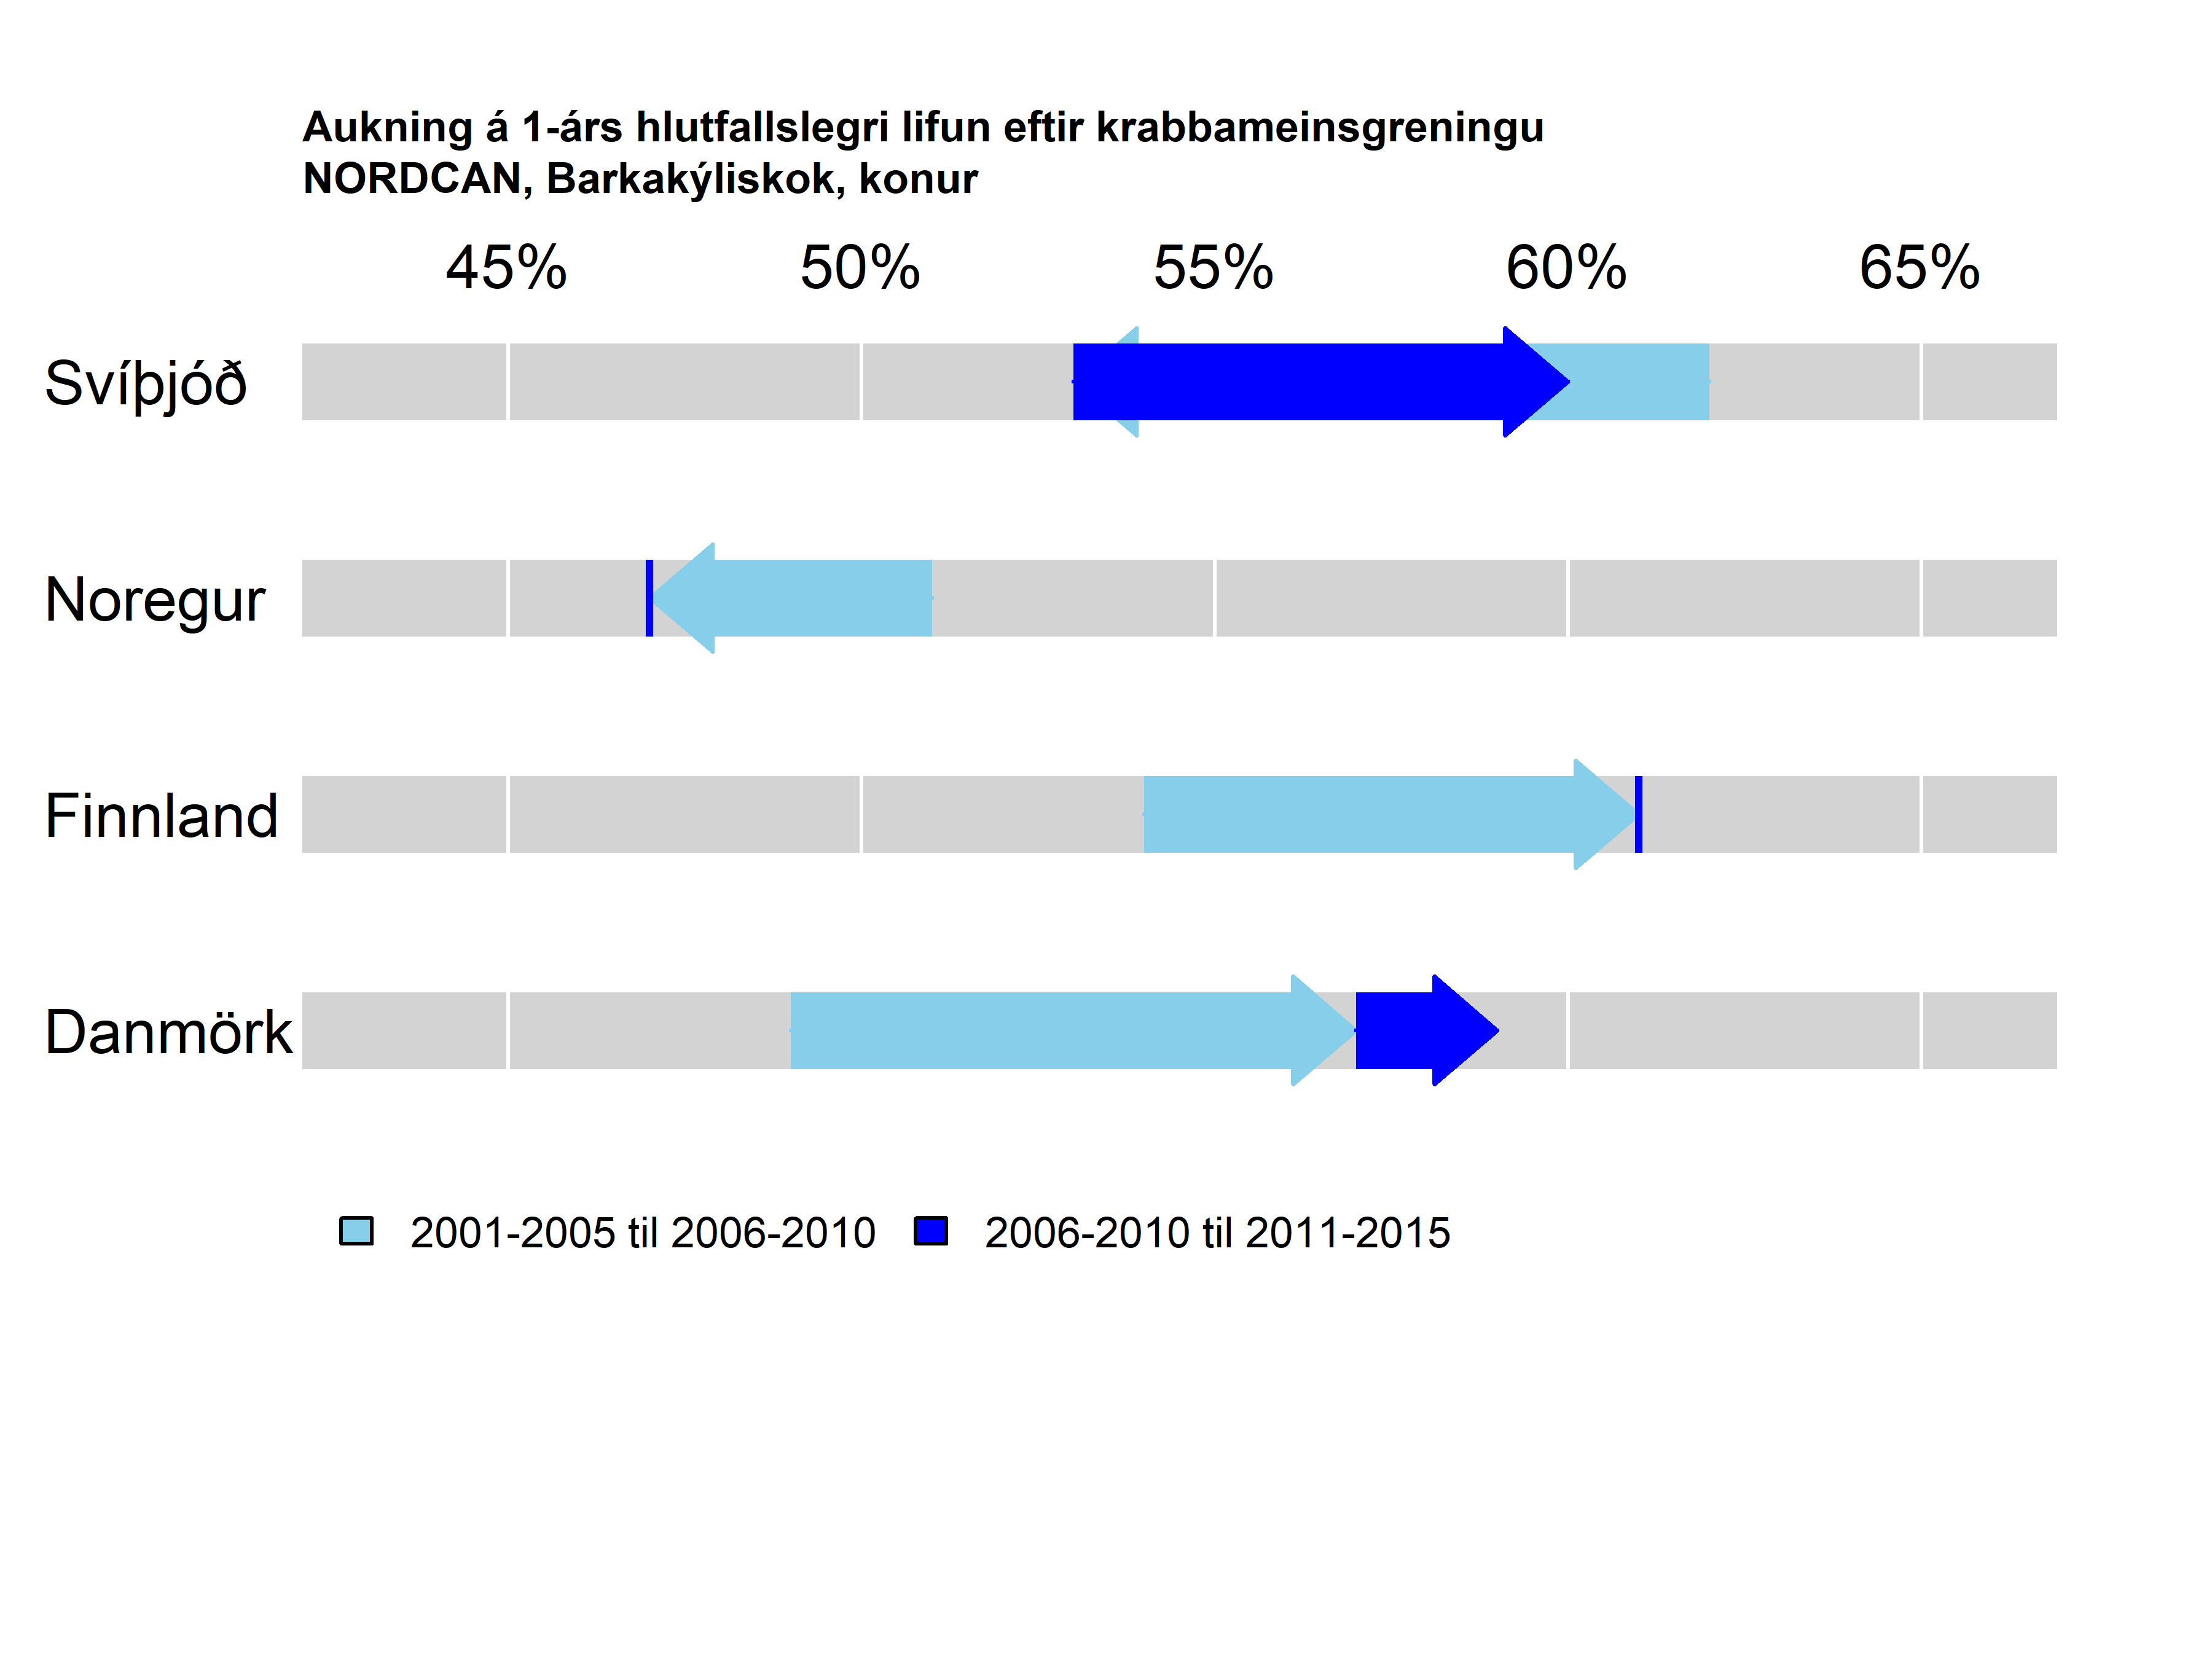 Aukning á 1-árs hlutfallslegri lifun eftir krabbameinsgreningu
NORDCAN, Barkakýliskok, konur
45% 50% 55% 60% 65%
Svíþjóð
Noregur
Finnland
Danmörk
2001-2005 til 2006-2010 2006-2010 til 2011-2015